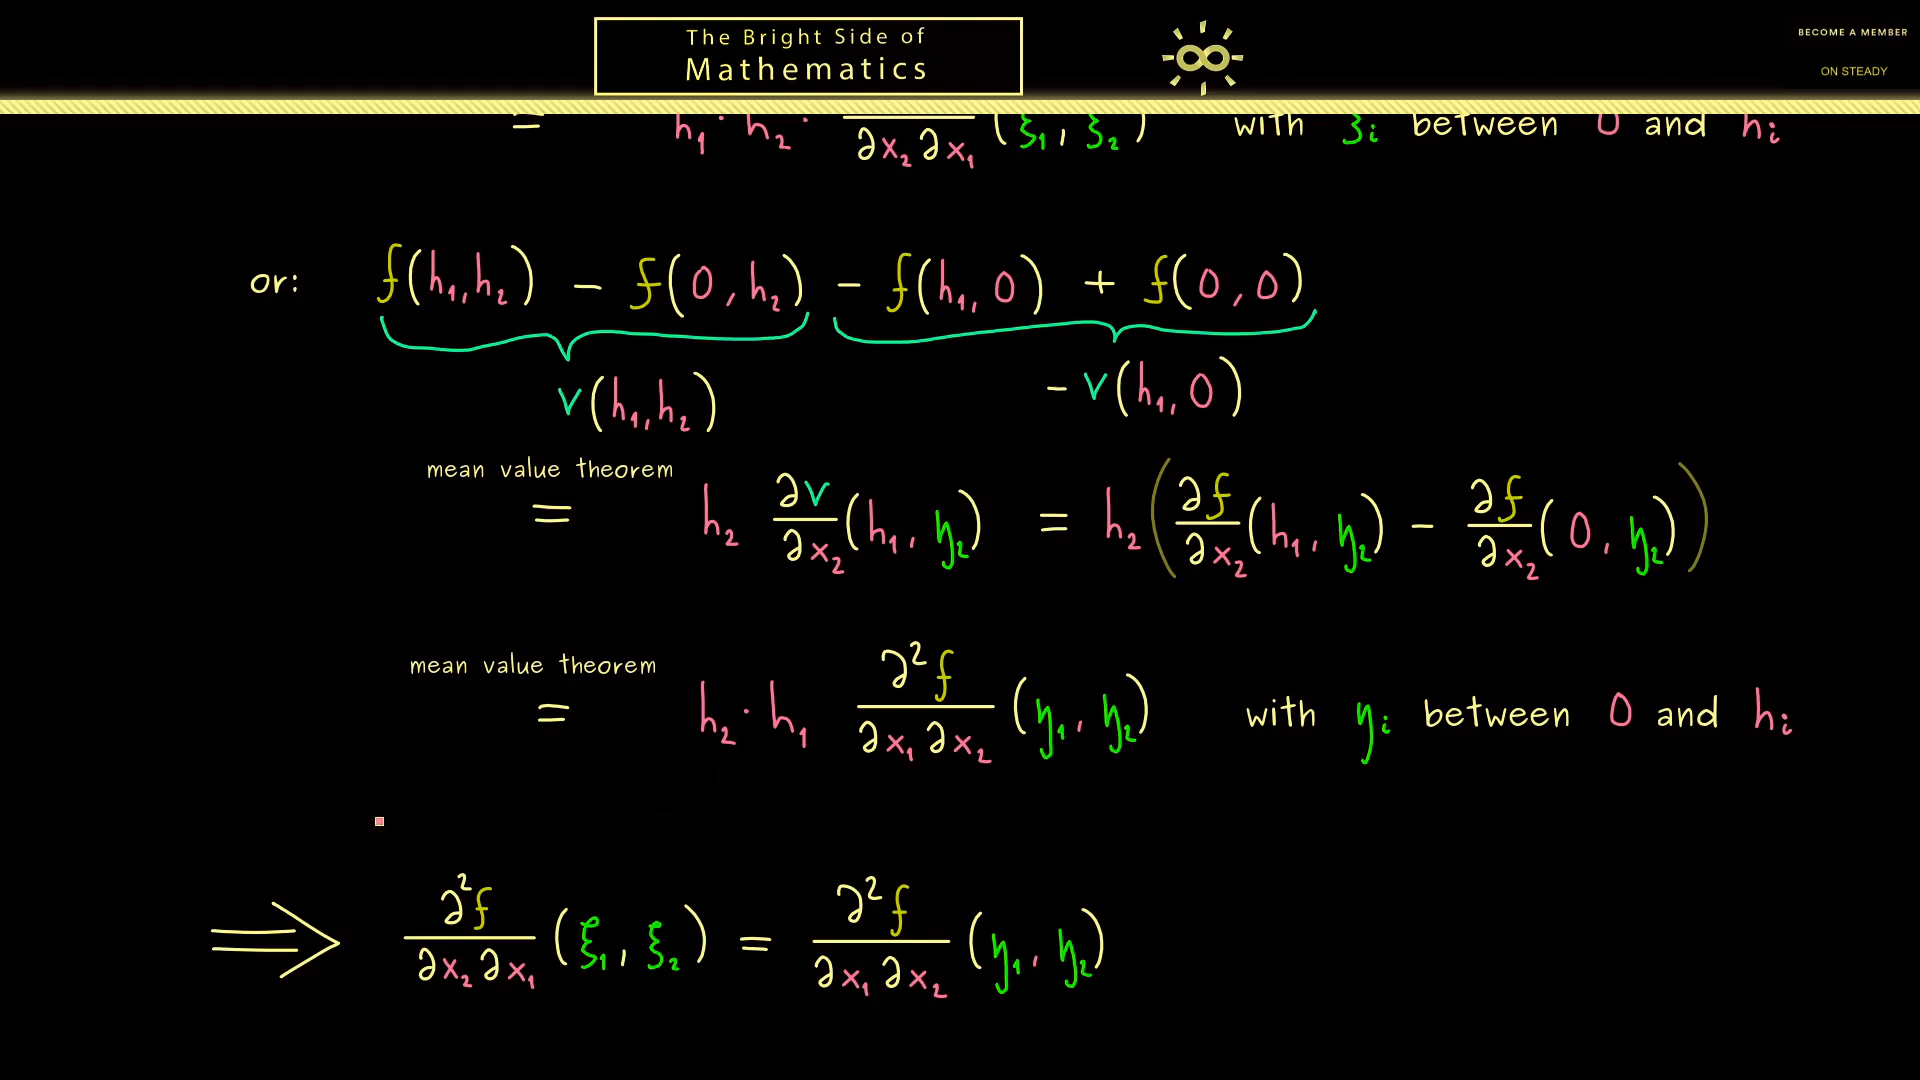 The Bright Side of
Mathematics
BECOME A MEMBER
ON STEADY
= h₁ · h₂ · ∂x₂∂x₁ (ξ₁, ξ₂) with ξᵢ between 0 and hᵢ
or: f(h₁,h₂) − f(0,h₂) − f(h₁,0) + f(0,0)
v(h₁,h₂) − v(h₁,0)
mean value theorem
= h₂ ∂v/∂x₂ (h₁, η₂) = h₂ (∂f/∂x₂ (h₁, η₂) − ∂f/∂x₂ (0, η₂))
mean value theorem
= h₂ · h₁ ∂²f/∂x₁∂x₂ (η₁, η₂) with ηᵢ between 0 and hᵢ
⟹ ∂²f/∂x₂∂x₁ (ξ₁, ξ₂) = ∂²f/∂x₁∂x₂ (η₁, η₂)